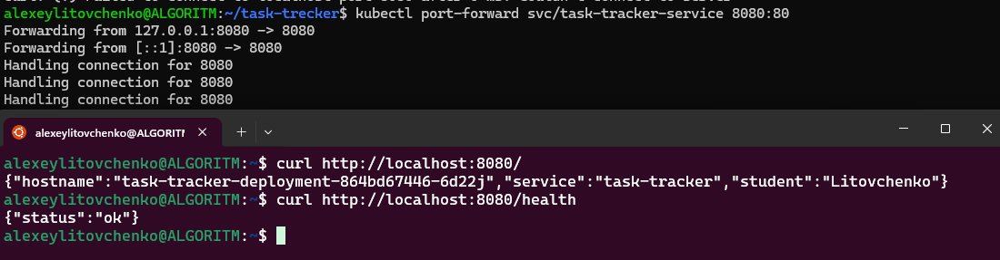 alexeylitovchenko@ALGORITM:~/task-trecker$ kubectl port-forward svc/task-tracker-service 8080:80
Forwarding from 127.0.0.1:8080 -> 8080
Forwarding from [::1]:8080 -> 8080
Handling connection for 8080
Handling connection for 8080
Handling connection for 8080
alexeylitovchenko@ALGORITM
alexeylitovchenko@ALGORITM:~$ curl http://localhost:8080/
{"hostname":"task-tracker-deployment-864bd67446-6d22j","service":"task-tracker","student":"Litovchenko"}
alexeylitovchenko@ALGORITM:~$ curl http://localhost:8080/health
{"status":"ok"}
alexeylitovchenko@ALGORITM:~$